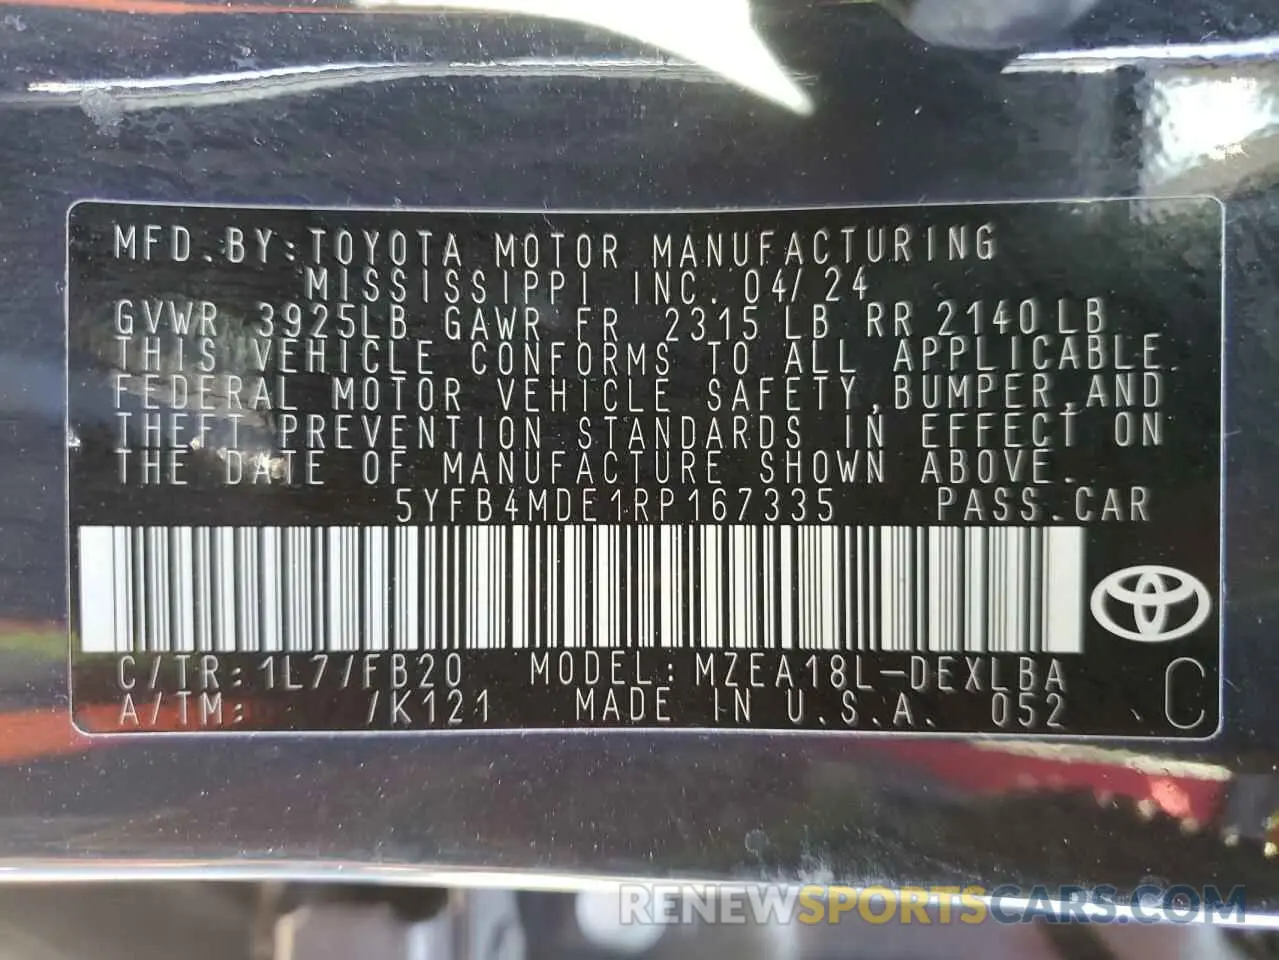 MFD.BY:TOYOTA MOTOR MANUFACTURING
MISSISSIPPI INC. 04/24
GVWR 3925LB GAWR FR 2315 LB RR 2140 LB
THIS VEHICLE CONFORMS TO ALL APPLICABLE
FEDERAL MOTOR VEHICLE SAFETY,BUMPER,AND
THEFT PREVENTION STANDARDS IN EFFECT ON
THE DATE OF MANUFACTURE SHOWN ABOVE.
5YFB4MDE1RP167335 PASS.CAR
C/TR:1L7/FB20 MODEL:MZEA18L-DEXLBA
A/TM: /K121 MADE IN U.S.A. 052 C
RENEWSPORTSCARS.COM